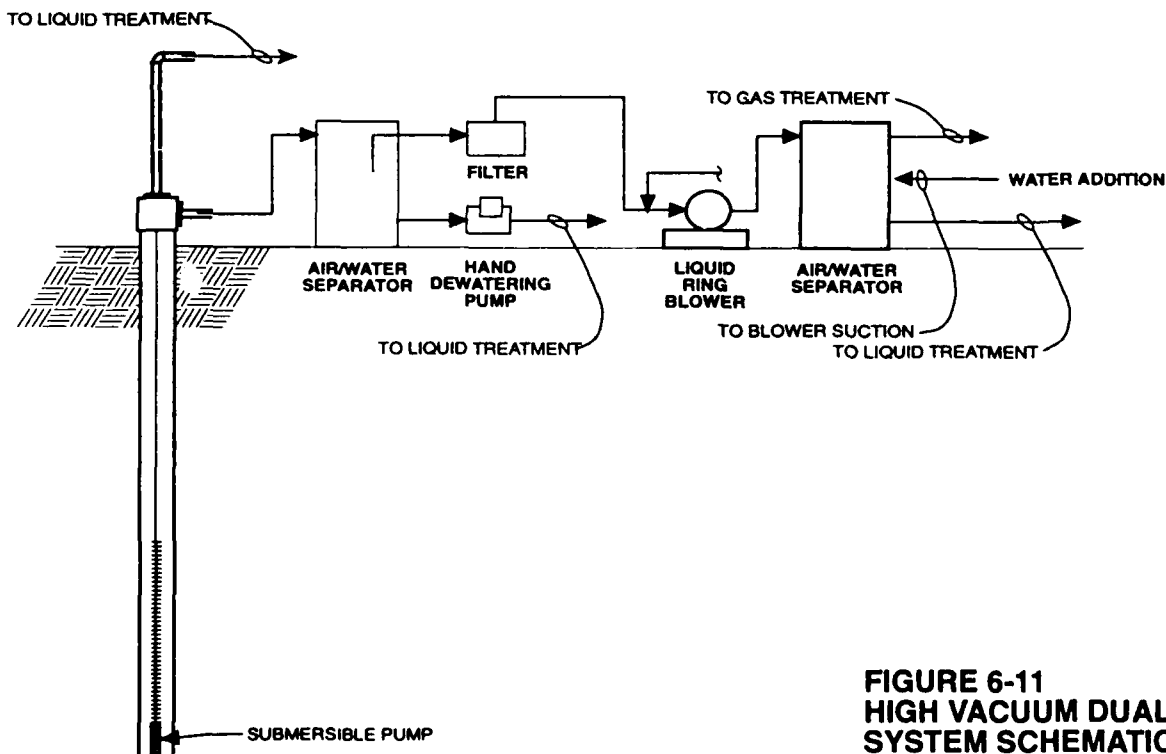 TO LIQUID TREATMENT
TO GAS TREATMENT
WATER ADDITION
FILTER
AIR/WATER
SEPARATOR
HAND
DEWATERING
PUMP
LIQUID
RING
BLOWER
AIR/WATER
SEPARATOR
TO BLOWER SUCTION
TO LIQUID TREATMENT
TO LIQUID TREATMENT
SUBMERSIBLE PUMP
FIGURE 6-11
HIGH VACUUM DUAL
SYSTEM SCHEMATIC